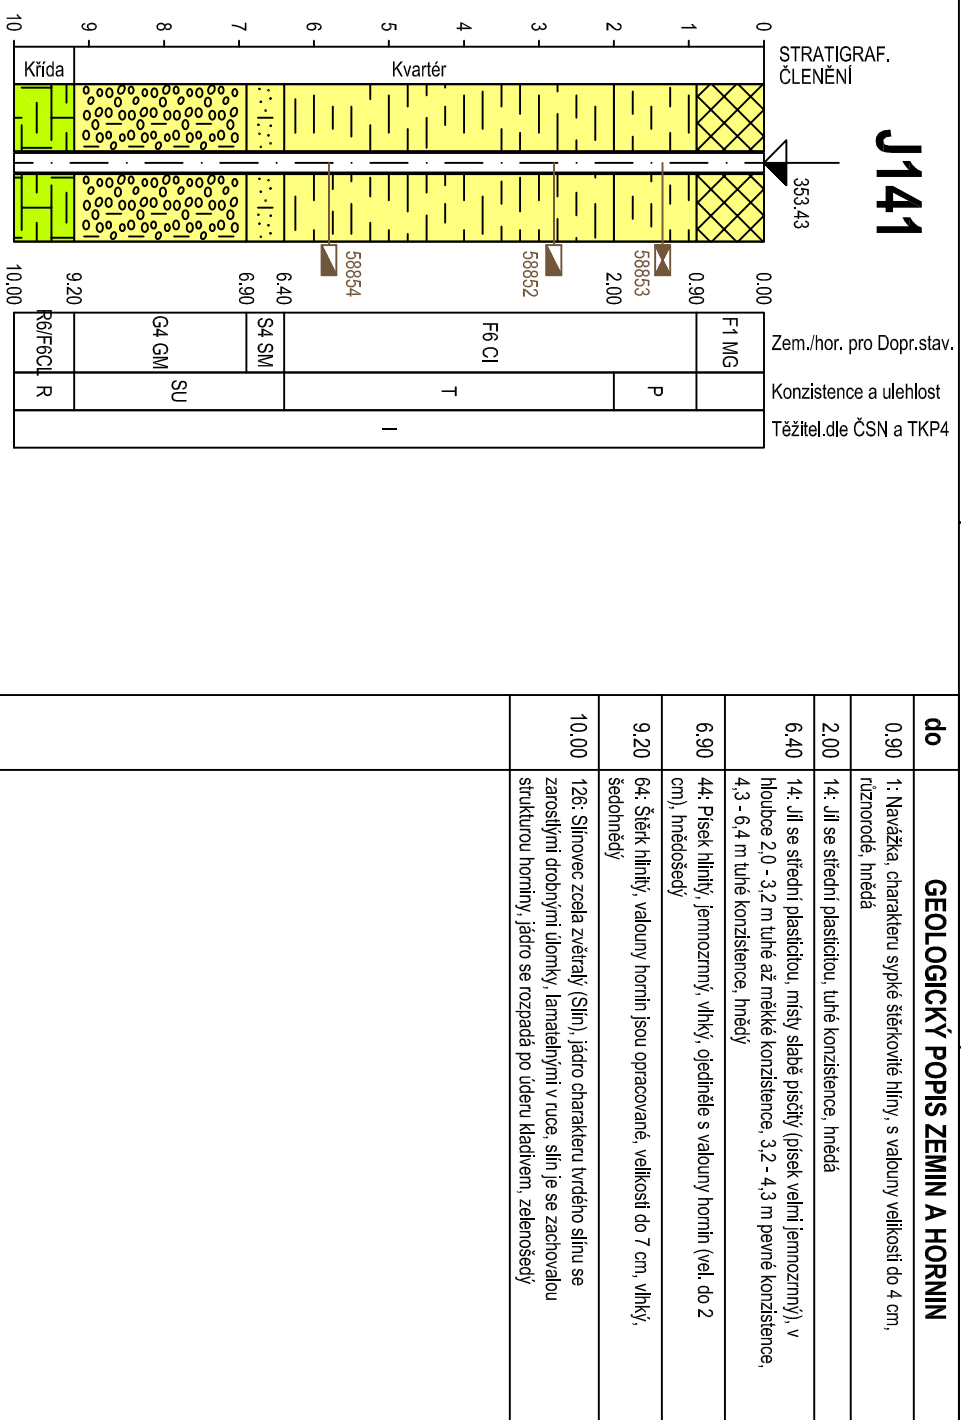 J141
STRATIGRAF.
ČLENĚNÍ
353.43
Zem./hor. pro Dopr.stav.
Konzistence a ulehlost
Těžitel.dle ČSN a TKP4
0
1
2
3
4
5
6
7
8
9
10
Kvartér
Křída
58853
58852
58854
0.00
0.90
2.00
6.40
6.90
9.20
10.00
F1 MG
F6 CI
S4 SM
G4 GM
R6/F6CL
P
T
SU
R
I
do
GEOLOGICKÝ POPIS ZEMIN A HORNIN
0.90
1: Navážka, charakteru sypké štěrkovité hlíny, s valouny velikosti do 4 cm,
různorodé, hnědá
2.00
14: Jíl se střední plasticitou, tuhé konzistence, hnědá
6.40
14: Jíl se střední plasticitou, místy slabě písčitý (písek velmi jemnozrnný), v
hloubce 2,0 - 3,2 m tuhé až měkké konzistence, 3,2 - 4,3 m pevné konzistence,
4,3 - 6,4 m tuhé konzistence, hnědý
6.90
44: Písek hlinitý, jemnozrnný, vlhký, ojediněle s valouny hornin (vel. do 2
cm), hnědošedý
9.20
64: Štěrk hlinitý, valouny hornin jsou opracované, velikosti do 7 cm, vlhký,
šedohnědý
10.00
126: Slínovec zcela zvětralý (Slín), jádro charakteru tvrdého slínu se
zarostlými drobnými úlomky, lamatelnými v ruce, slín je se zachovalou
strukturou horniny, jádro se rozpadá po úderu kladivem, zelenošedý